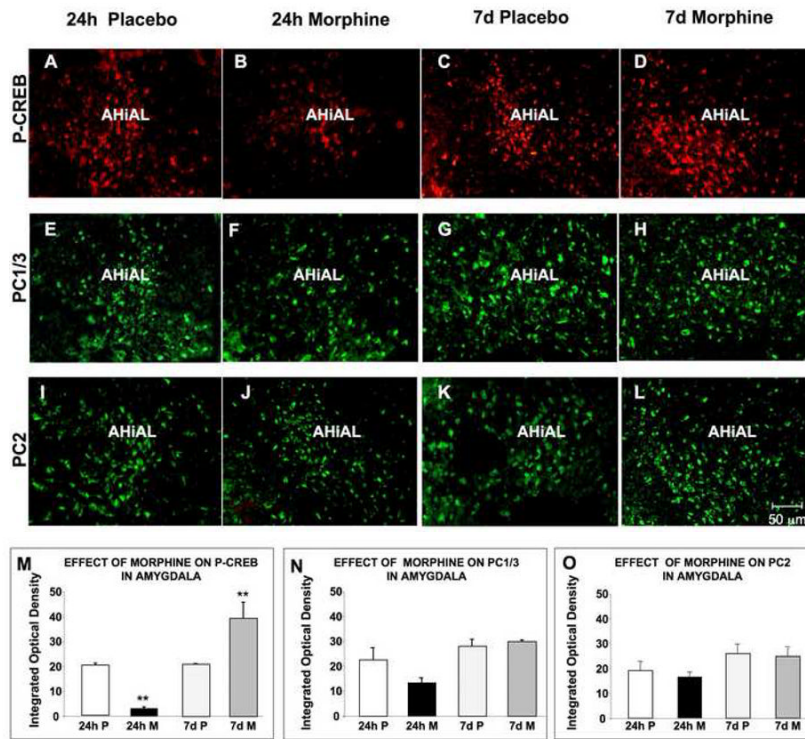 24h Placebo 24h Morphine 7d Placebo 7d Morphine
P-CREB
A B C D
AHiAL AHiAL AHiAL AHiAL
PC1/3
E F G H
AHiAL AHiAL AHiAL AHiAL
PC2
I J K L
AHiAL AHiAL AHiAL AHiAL
50 µm
M EFFECT OF MORPHINE ON P-CREB
IN AMYGDALA
Integrated Optical Density
50
40
30
20
10
0
** **
24h P 24h M 7d P 7d M
N EFFECT OF MORPHINE ON PC1/3
IN AMYGDALA
Integrated Optical Density
50
40
30
20
10
0
24h P 24h M 7d P 7d M
O EFFECT OF MORPHINE ON PC2
IN AMYGDALA
Integrated Optical Density
50
40
30
20
10
0
24h P 24h M 7d P 7d M